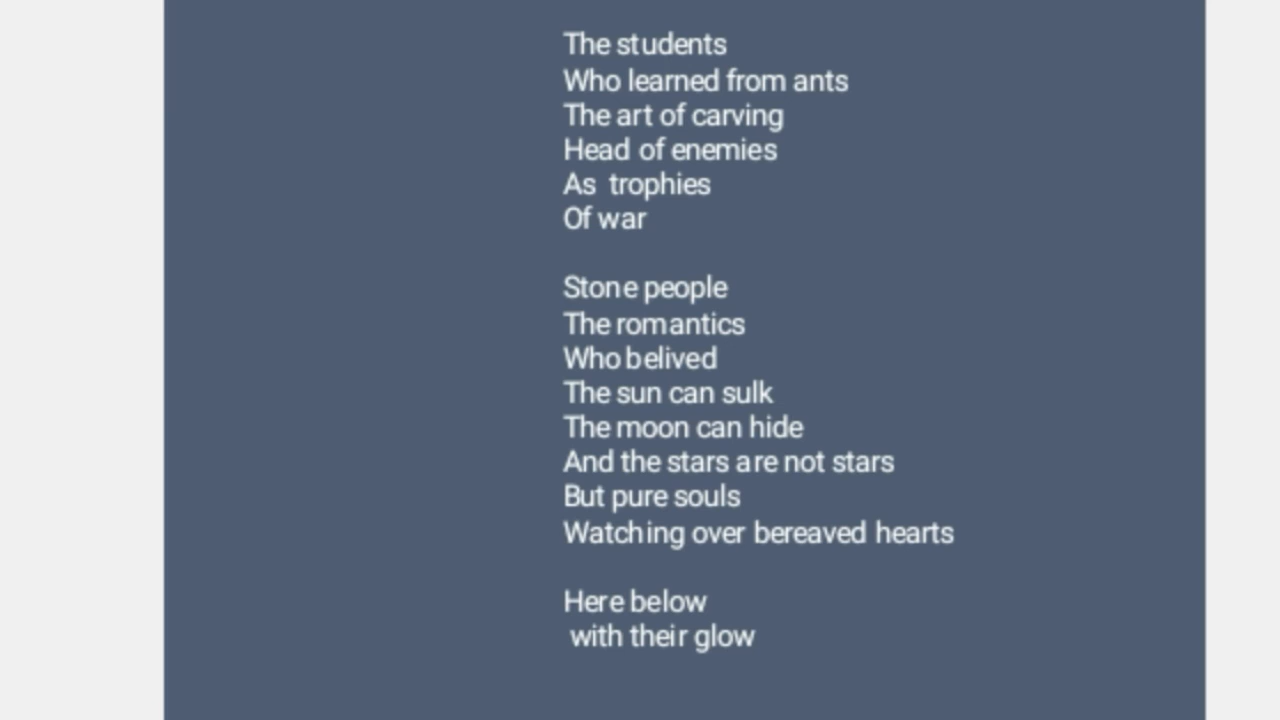 The students
Who learned from ants
The art of carving
Head of enemies
As trophies
Of war
Stone people
The romantics
Who belived
The sun can sulk
The moon can hide
And the stars are not stars
But pure souls
Watching over bereaved hearts
Here below
with their glow